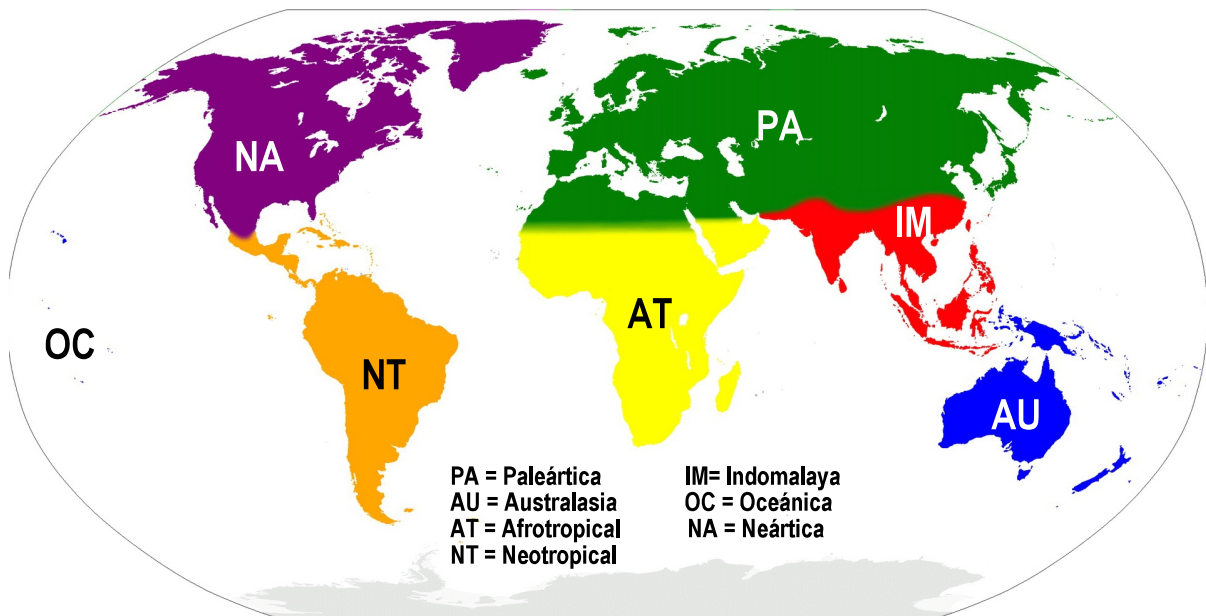 NA
PA
IM
AT
OC
NT
AU
PA = Paleártica
AU = Australasia
AT = Afrotropical
NT = Neotropical
IM= Indomalaya
OC = Oceánica
NA = Neártica